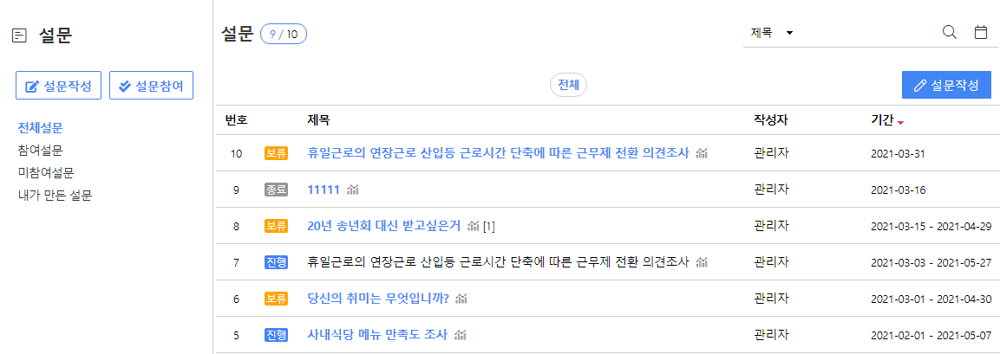 설문
설문작성 설문참여
전체설문
참여설문
미참여설문
내가 만든 설문
설문 9 / 10 제목
전체 설문작성
번호 제목 작성자 기간
10 보류 휴일근로의 연장근로 산입등 근로시간 단축에 따른 근무제 전환 의견조사 관리자 2021-03-31
9 종료 11111 관리자 2021-03-16
8 보류 20년 송년회 대신 받고싶은거 [1] 관리자 2021-03-15 - 2021-04-29
7 진행 휴일근로의 연장근로 산입등 근로시간 단축에 따른 근무제 전환 의견조사 관리자 2021-03-03 - 2021-05-27
6 보류 당신의 취미는 무엇입니까? 관리자 2021-03-01 - 2021-04-30
5 진행 사내식당 메뉴 만족도 조사 관리자 2021-02-01 - 2021-05-07